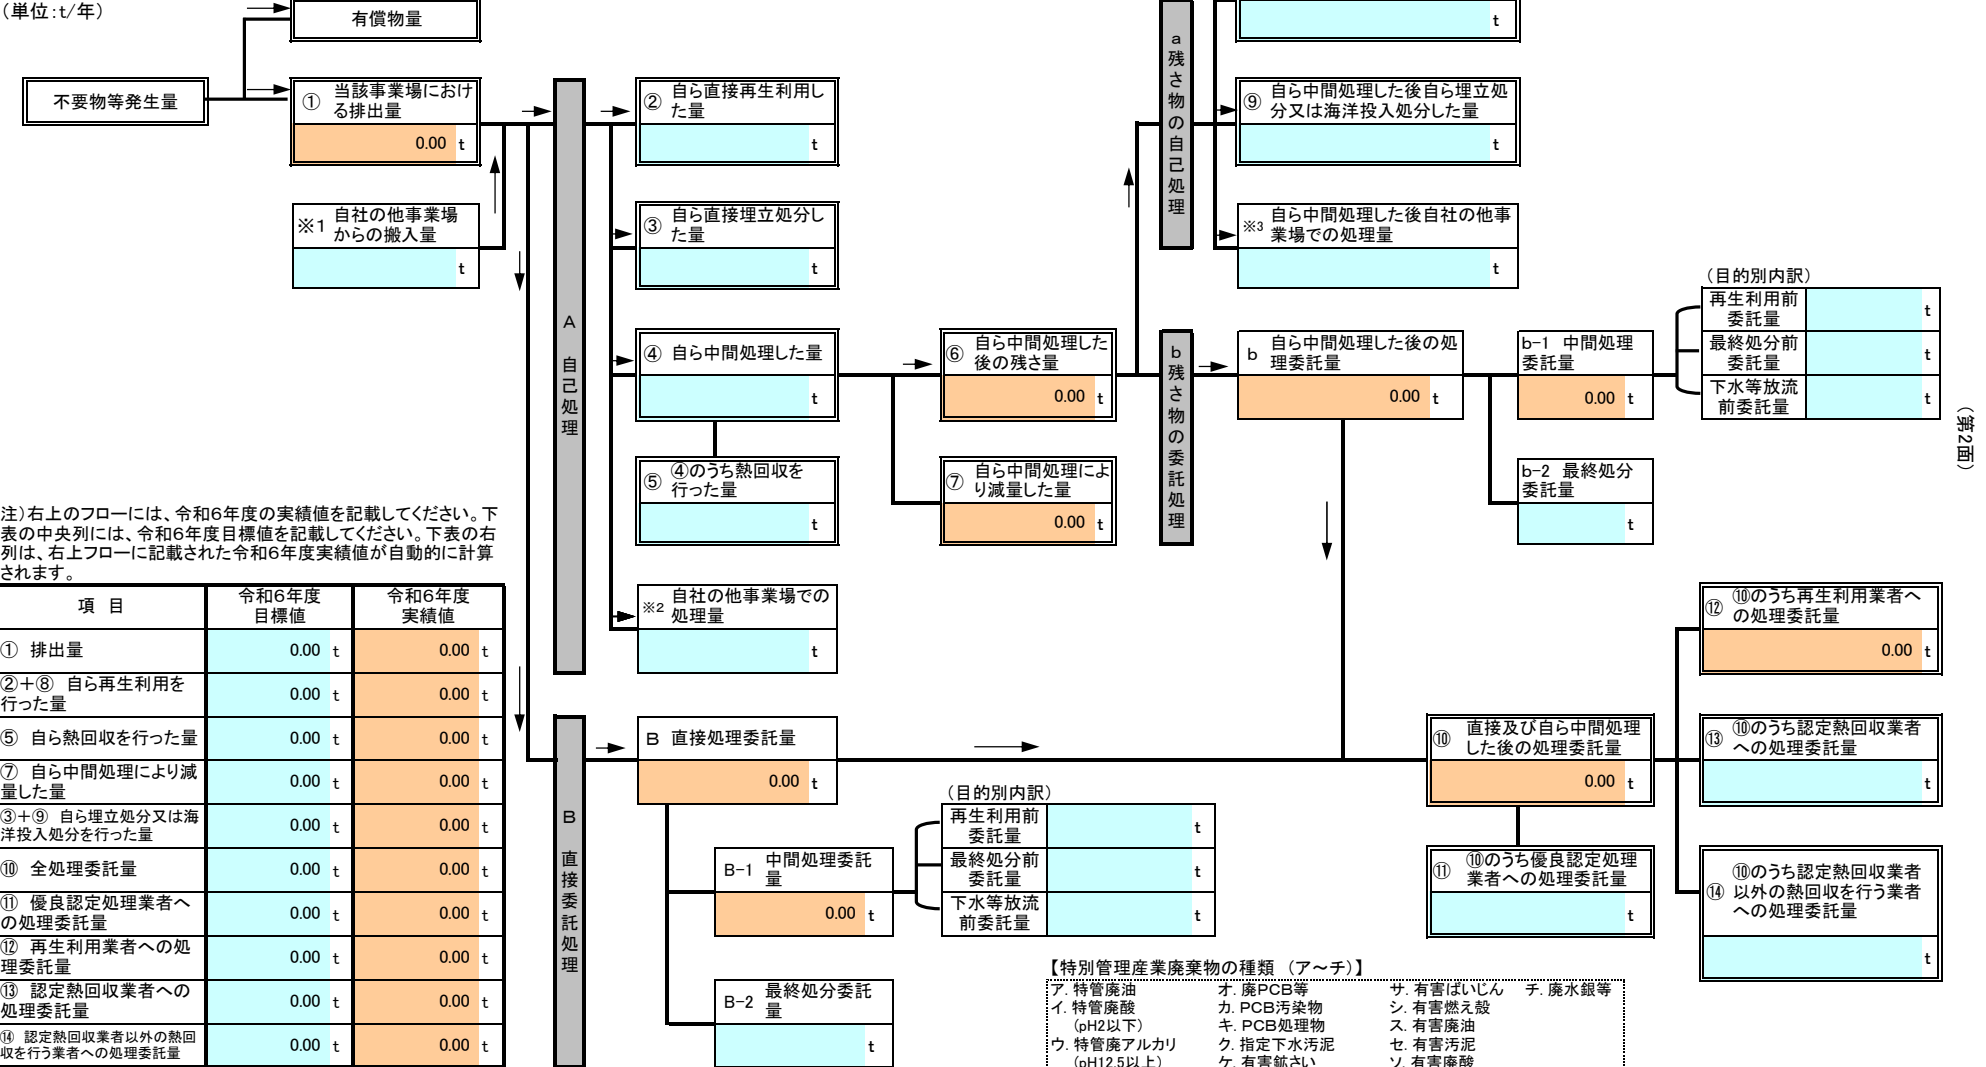 （単位:t/年）
有償物量
不要物等発生量
① 当該事業場におけ
る排出量
0.00 t
※1 自社の他事業場
からの搬入量
t
A 自己処理
② 自ら直接再生利用し
た量
t
③ 自ら直接埋立処分し
た量
t
④ 自ら中間処理した量
t
⑤ ④のうち熱回収を
行った量
t
※2 自社の他事業場での
処理量
t
⑥ 自ら中間処理した
後の残さ量
0.00 t
⑦ 自ら中間処理によ
り減量した量
0.00 t
a残さ物の自己処理
t
⑨ 自ら中間処理した後自ら埋立処
分又は海洋投入処分した量
t
※3 自ら中間処理した後自社の他事
業場での処理量
t
b残さ物の委託処理
b 自ら中間処理した後の処
理委託量
0.00 t
b-1 中間処理
委託量
0.00 t
b-2 最終処分
委託量
t
（目的別内訳）
再生利用前
委託量
t
最終処分前
委託量
t
下水等放流
前委託量
t
（第2面）
注）右上のフローには、令和6年度の実績値を記載してください。下
表の中央列には、令和6年度目標値を記載してください。下表の右
列は、右上フローに記載された令和6年度実績値が自動的に計算
されます。
項 目 令和6年度
目標値 令和6年度
実績値
① 排出量 0.00 t 0.00 t
②＋⑧ 自ら再生利用を
行った量 0.00 t 0.00 t
⑤ 自ら熱回収を行った量 0.00 t 0.00 t
⑦ 自ら中間処理により減
量した量 0.00 t 0.00 t
③＋⑨ 自ら埋立処分又は海
洋投入処分を行った量 0.00 t 0.00 t
⑩ 全処理委託量 0.00 t 0.00 t
⑪ 優良認定処理業者へ
の処理委託量 0.00 t 0.00 t
⑫ 再生利用業者への処
理委託量 0.00 t 0.00 t
⑬ 認定熱回収業者への
処理委託量 0.00 t 0.00 t
⑭ 認定熱回収業者以外の熱回
収を行う業者への処理委託量 0.00 t 0.00 t
B 直接委託処理
B 直接処理委託量
0.00 t
B-1 中間処理委託
量
0.00 t
B-2 最終処分委託
量
t
（目的別内訳）
再生利用前
委託量
t
最終処分前
委託量
t
下水等放流
前委託量
t
⑩ 直接及び自ら中間処理
した後の処理委託量
0.00 t
⑪ ⑩のうち優良認定処理
業者への処理委託量
t
⑫ ⑩のうち再生利用業者へ
の処理委託量
0.00 t
⑬ ⑩のうち認定熱回収業者
への処理委託量
t
⑭ ⑩のうち認定熱回収業者
以外の熱回収を行う業者
への処理委託量
t
【特別管理産業廃棄物の種類 （ア～チ）】
ア. 特管廃油 オ. 廃PCB等 サ. 有害ばいじん チ. 廃水銀等
イ. 特管廃酸 カ. PCB汚染物 シ. 有害燃え殻
（pH2以下） キ. PCB処理物 ス. 有害廃油
ウ. 特管廃アルカリ ク. 指定下水汚泥 セ. 有害汚泥
（pH12.5以上） ケ. 有害鉱さい ソ. 有害廃酸